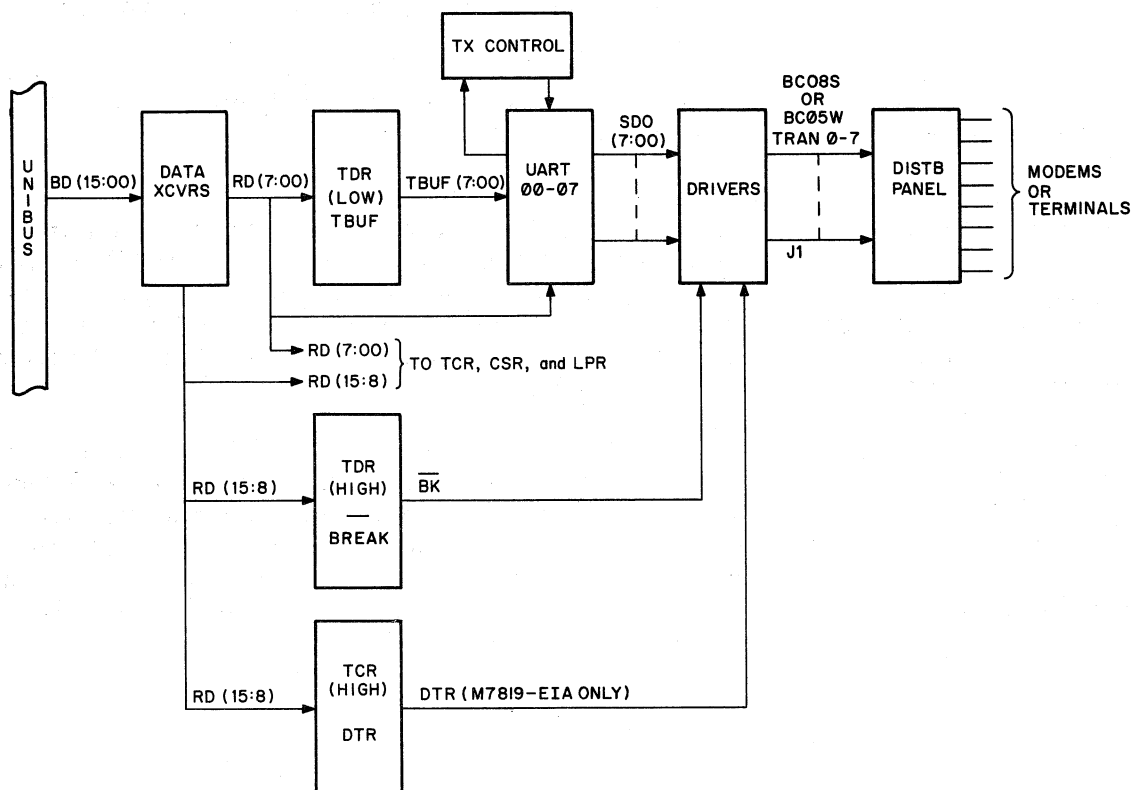 TX CONTROL
UNIBUS
BD (15:00)
DATA
XCVRS
RD (7:00)
TDR
(LOW)
TBUF
TBUF (7:00)
UART
00-07
SDO
(7:00)
DRIVERS
BC08S
OR
BC05W
TRAN 0-7
J1
DISTB
PANEL
MODEMS
OR
TERMINALS
RD (7:00)
RD (15:8)
TO TCR, CSR, and LPR
RD (15:8)
TDR
(HIGH)
B̅R̅E̅A̅K̅
B̅K̅
RD (15:8)
TCR
(HIGH)
DTR
DTR (M7819-EIA ONLY)